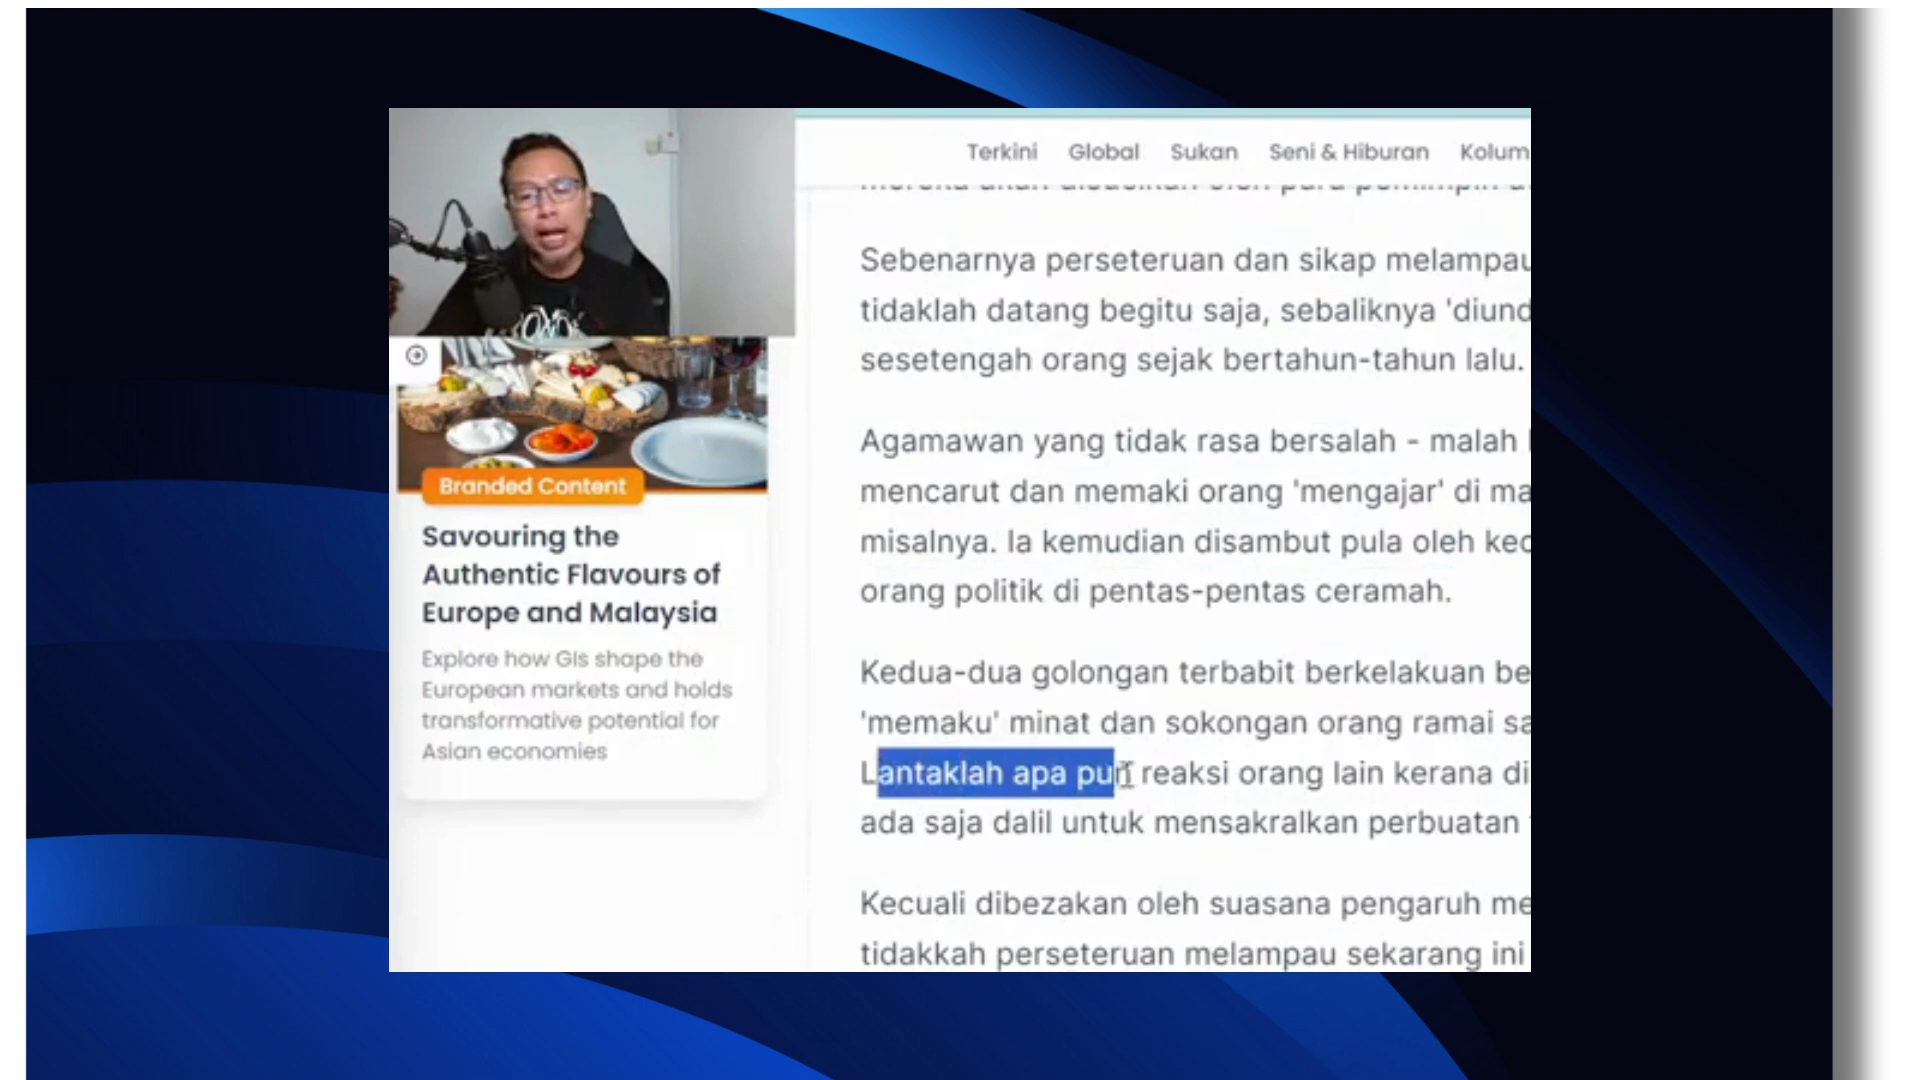 Terkini Global Sukan Seni & Hiburan Kolum
Sebenarnya perseteruan dan sikap melampau
tidaklah datang begitu saja, sebaliknya 'diund
sesetengah orang sejak bertahun-tahun lalu.
Agamawan yang tidak rasa bersalah - malah
mencarut dan memaki orang 'mengajar' di ma
misalnya. Ia kemudian disambut pula oleh
orang politik di pentas-pentas ceramah.
Kedua-dua golongan terbabit berkelakuan be
'memaku' minat dan sokongan orang ramai sa
Lantaklah apa pun reaksi orang lain kerana di
ada saja dalil untuk mensakralkan perbuatan
Kecuali dibezakan oleh suasana pengaruh me
tidakkah perseteruan melampau sekarang ini
Branded Content
Savouring the
Authentic Flavours of
Europe and Malaysia
Explore how GIs shape the
European markets and holds
transformative potential for
Asian economies